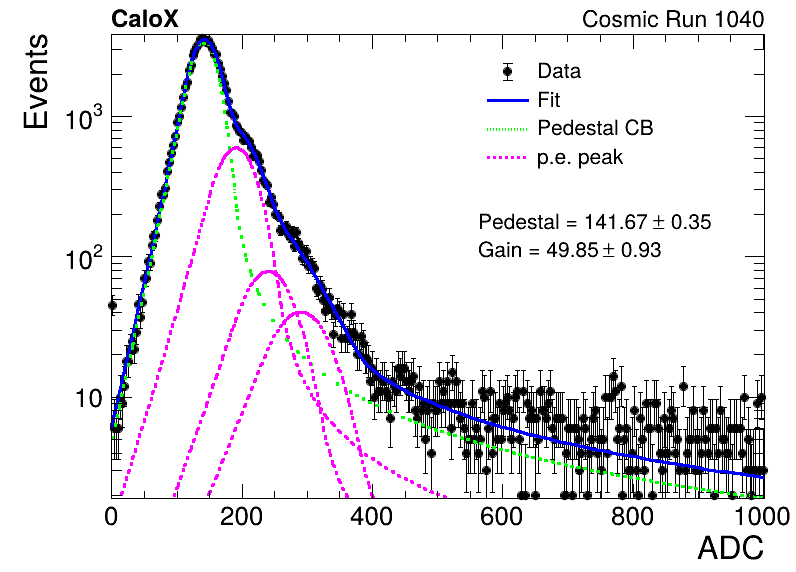 CaloX Cosmic Run 1040
Events
10³
10²
10
Data
Fit
Pedestal CB
p.e. peak
Pedestal = 141.67 ± 0.35
Gain = 49.85 ± 0.93
0 200 400 600 800 1000
ADC